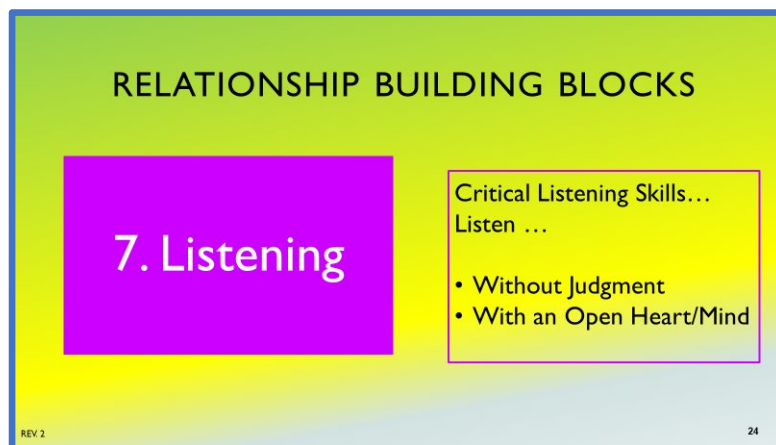 RELATIONSHIP BUILDING BLOCKS
7. Listening
Critical Listening Skills…
Listen …
• Without Judgment
• With an Open Heart/Mind
REV. 2
24